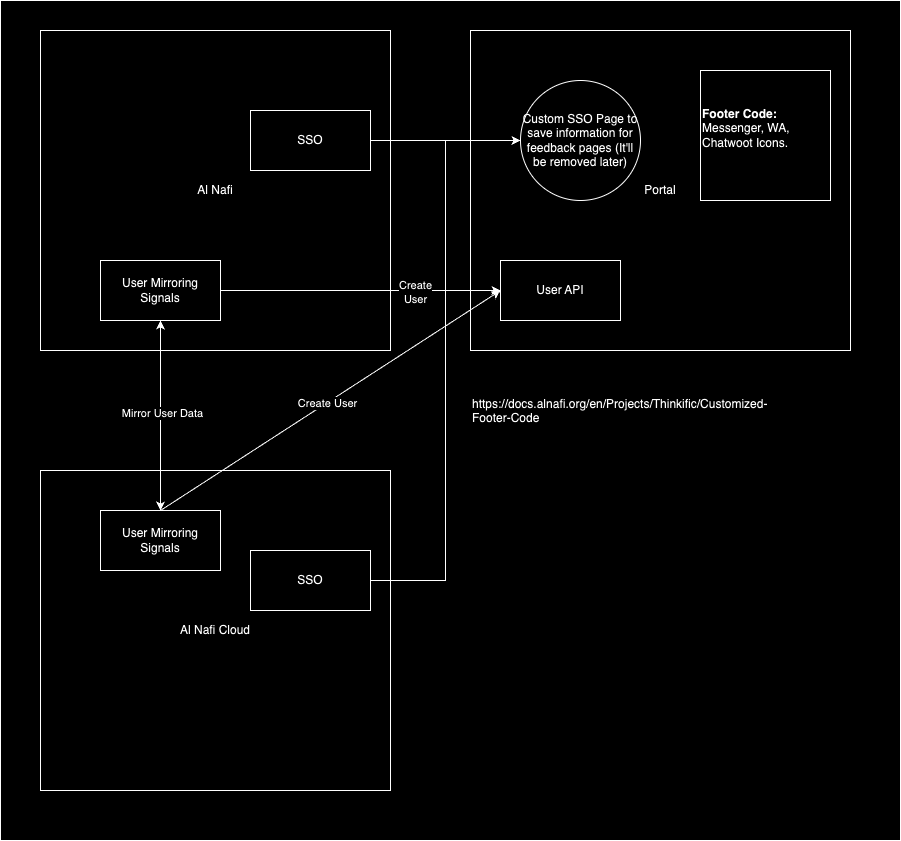 SSO
Al Nafi
User Mirroring
Signals
Custom SSO Page to
save information for
feedback pages (It'll
be removed later)
Footer Code:
Messenger, WA,
Chatwoot Icons.
Portal
Create
User
User API
Mirror User Data
Create User
https://docs.alnafi.org/en/Projects/Thinkific/Customized-
Footer-Code
User Mirroring
Signals
SSO
Al Nafi Cloud